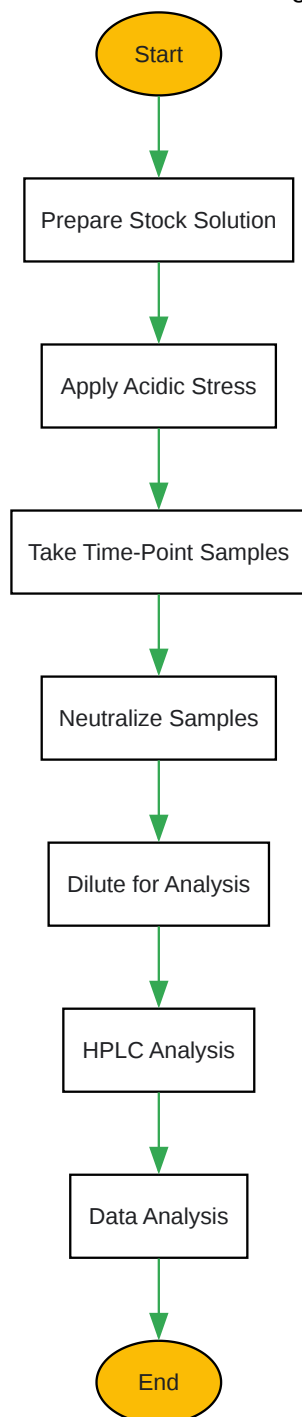 Start
Prepare Stock Solution
Apply Acidic Stress
Take Time-Point Samples
Neutralize Samples
Dilute for Analysis
HPLC Analysis
Data Analysis
End